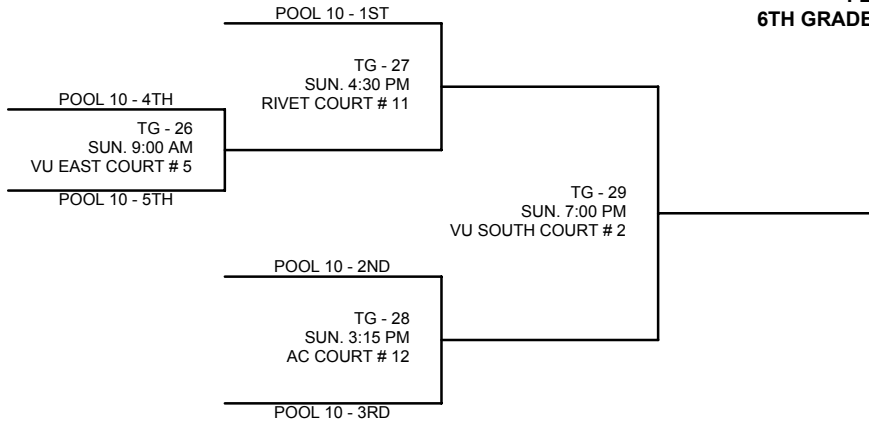 6TH GRADE
POOL 10 - 1ST
TG - 27
SUN. 4:30 PM
RIVET COURT # 11
POOL 10 - 4TH
TG - 26
SUN. 9:00 AM
VU EAST COURT # 5
POOL 10 - 5TH
TG - 29
SUN. 7:00 PM
VU SOUTH COURT # 2
POOL 10 - 2ND
TG - 28
SUN. 3:15 PM
AC COURT # 12
POOL 10 - 3RD